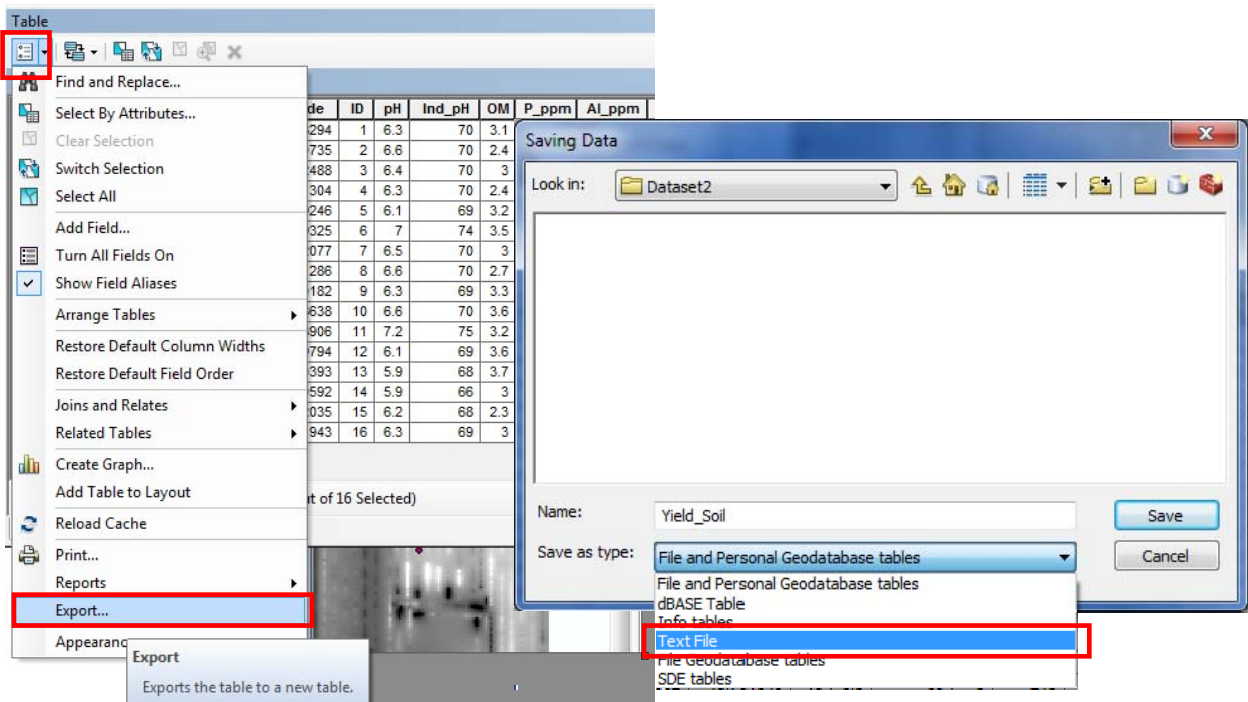 Table
Find and Replace...
Select By Attributes...
Clear Selection
Switch Selection
Select All
Add Field...
Turn All Fields On
Show Field Aliases
Arrange Tables
Restore Default Column Widths
Restore Default Field Order
Joins and Relates
Related Tables
Create Graph...
Add Table to Layout
Reload Cache
Print...
Reports
Export...
Appearanc
Export
Exports the table to a new table.
de ID pH Ind_pH OM P_ppm Al_ppm
294 1 6.3 70 3.1
735 2 6.6 70 2.4
488 3 6.4 70 3
304 4 6.3 70 2.4
246 5 6.1 69 3.2
325 6 7 74 3.5
077 7 6.5 70 3
286 8 6.6 70 2.7
182 9 6.3 69 3.3
638 10 6.6 70 3.6
906 11 7.2 75 3.2
794 12 6.1 69 3.6
393 13 5.9 68 3.7
592 14 5.9 66 3
035 15 6.2 68 2.3
943 16 6.3 69 3
t of 16 Selected)
Saving Data
Look in: Dataset2
Name: Yield_Soil Save
Save as type: File and Personal Geodatabase tables Cancel
File and Personal Geodatabase tables
dBASE Table
Info tables
Text File
File Geodatabase tables
SDE tables